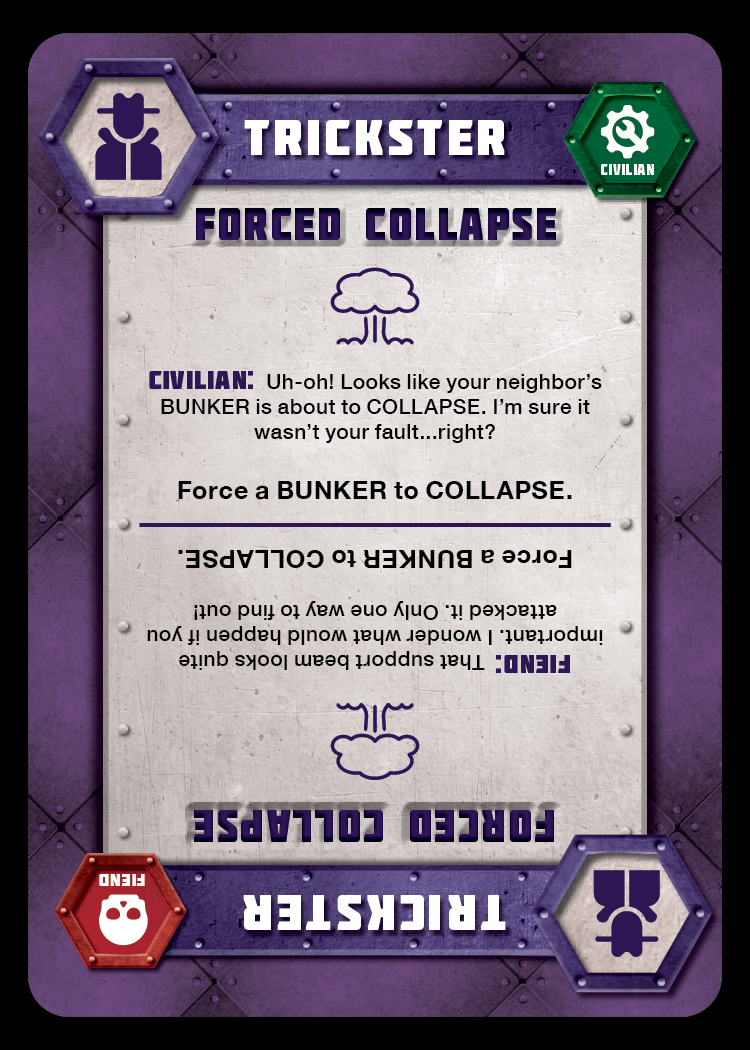 TRICKSTER
CIVILIAN
FORCED COLLAPSE
CIVILIAN: Uh-oh! Looks like your neighbor's
BUNKER is about to COLLAPSE. I'm sure it
wasn't your fault...right?
Force a BUNKER to COLLAPSE.
TRICKSTER
FIEND
FORCED COLLAPSE
FIEND: That support beam looks quite
important. I wonder what would happen if you
attacked it. Only one way to find out!
Force a BUNKER to COLLAPSE.